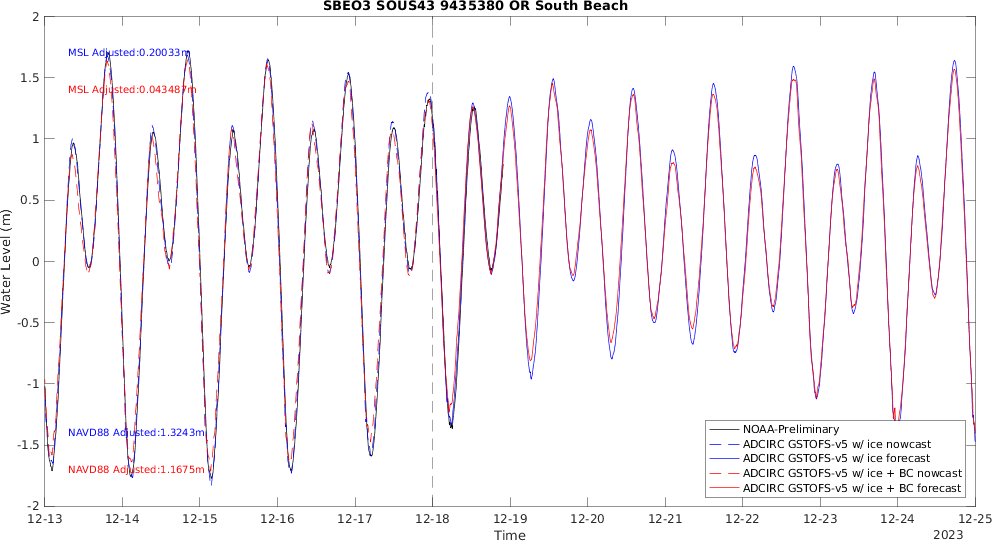 SBEO3 SOUS43 9435380 OR South Beach
2
1.5
1
0.5
0
-0.5
-1
-1.5
-2
Water Level (m)
MSL Adjusted:0.20033m
MSL Adjusted:0.043487m
NAVD88 Adjusted:1.3243m
NAVD88 Adjusted:1.1675m
NOAA-Preliminary
ADCIRC GSTOFS-v5 w/ ice nowcast
ADCIRC GSTOFS-v5 w/ ice forecast
ADCIRC GSTOFS-v5 w/ ice + BC nowcast
ADCIRC GSTOFS-v5 w/ ice + BC forecast
12-13 12-14 12-15 12-16 12-17 12-18 12-19 12-20 12-21 12-22 12-23 12-24 12-25
Time
2023